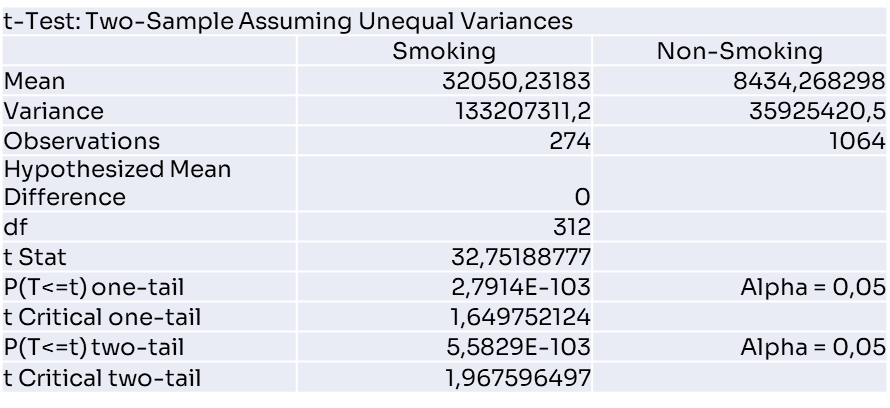 t-Test: Two-Sample Assuming Unequal Variances
Smoking Non-Smoking
Mean 32050,23183 8434,268298
Variance 133207311,2 35925420,5
Observations 274 1064
Hypothesized Mean
Difference 0
df 312
t Stat 32,75188777
P(T<=t) one-tail 2,7914E-103 Alpha = 0,05
t Critical one-tail 1,649752124
P(T<=t) two-tail 5,5829E-103 Alpha = 0,05
t Critical two-tail 1,967596497